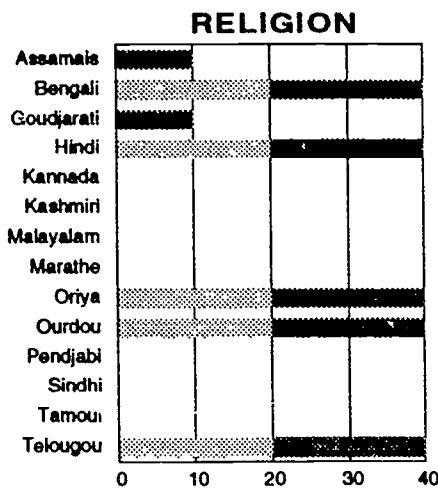 RELIGION
Assamais
Bengali
Goudjarati
Hindi
Kannada
Kashmiri
Malayalam
Marathe
Oriya
Ourdou
Pendjabi
Sindhi
Tamoui
Telougou
0 10 20 30 40